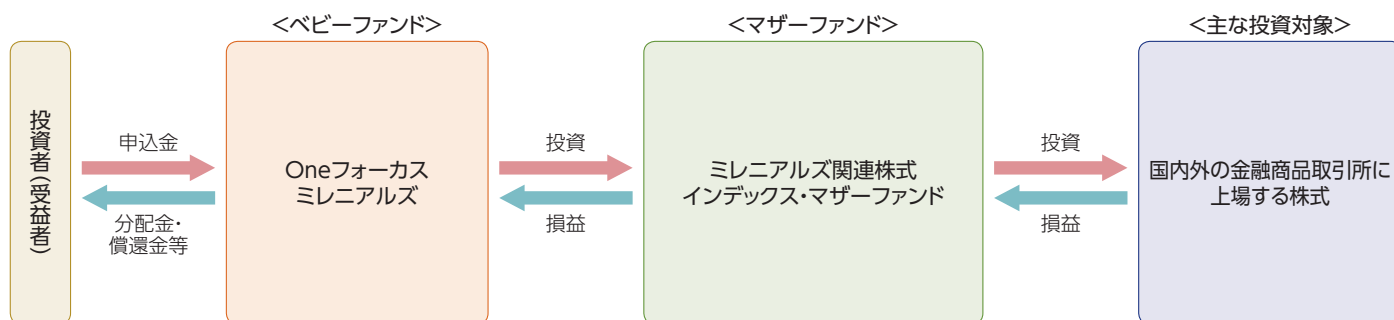 ＜ベビーファンド＞
＜マザーファンド＞
＜主な投資対象＞
投資者(受益者)
申込金
分配金・
償還金等
Oneフォーカス
ミレニアルズ
投資
損益
ミレニアルズ関連株式
インデックス・マザーファンド
投資
損益
国内外の金融商品取引所に
上場する株式